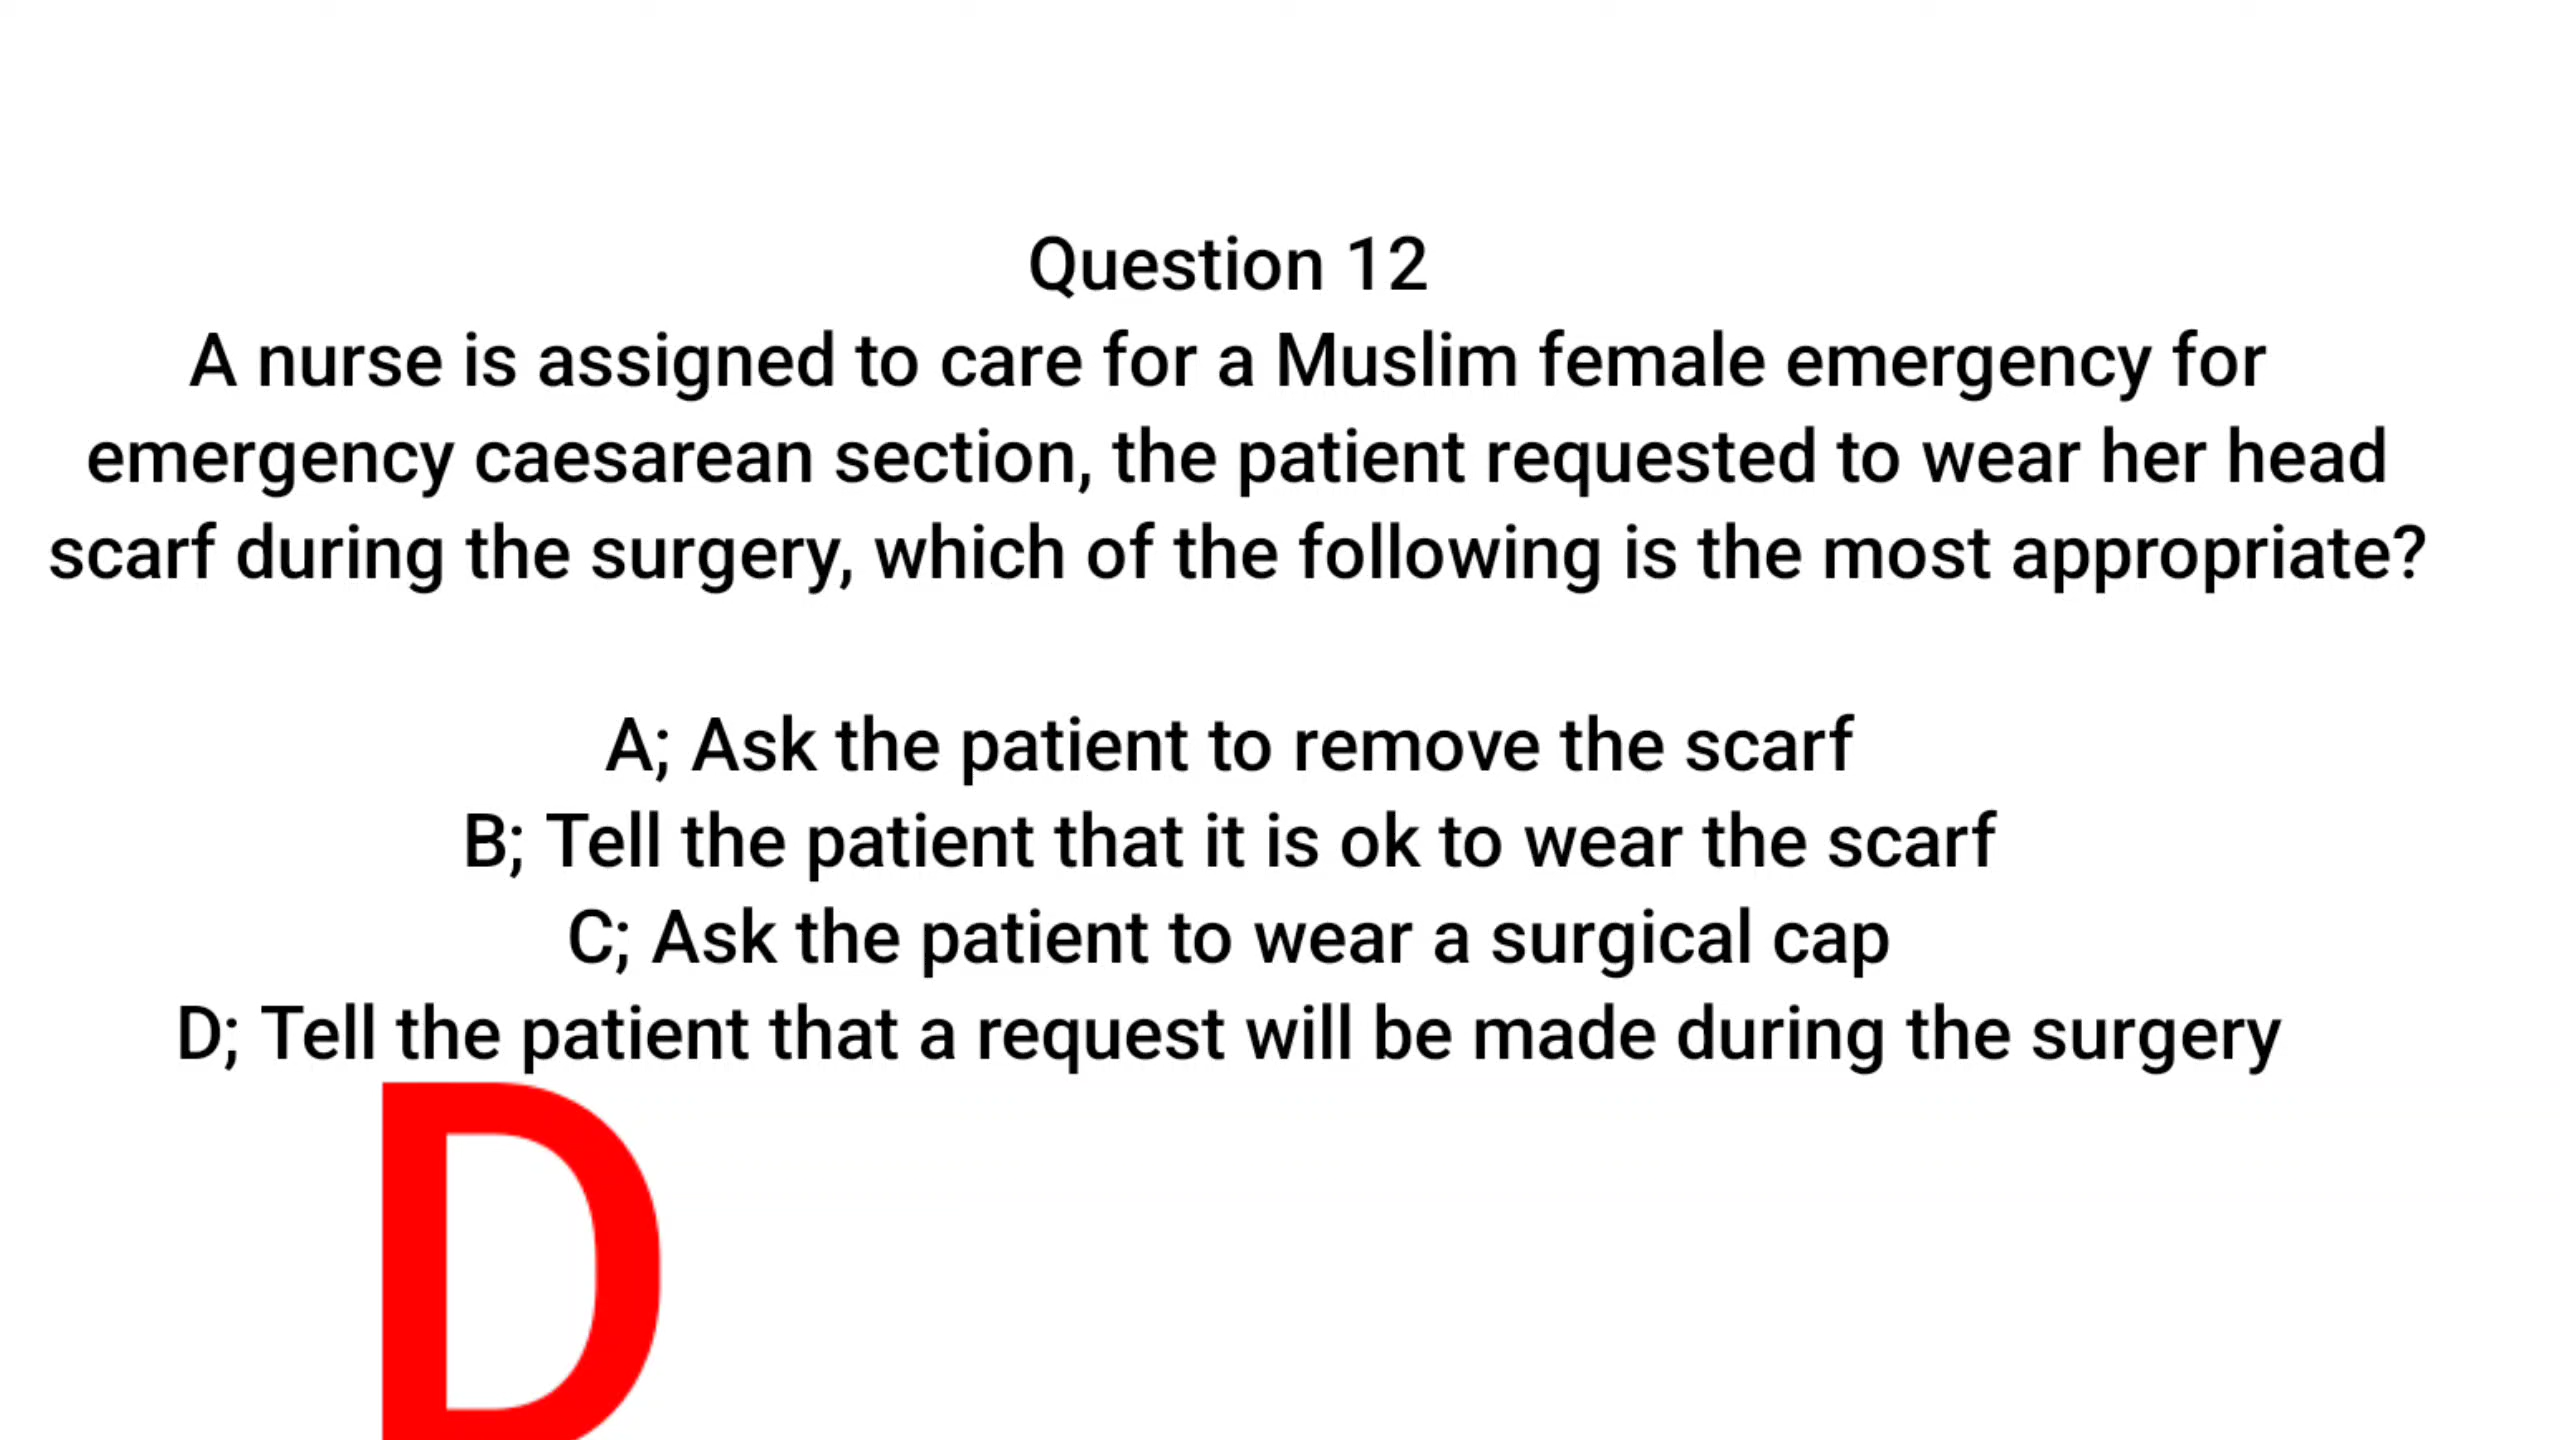 Question 12
A nurse is assigned to care for a Muslim female emergency for
emergency caesarean section, the patient requested to wear her head
scarf during the surgery, which of the following is the most appropriate?
A; Ask the patient to remove the scarf
B; Tell the patient that it is ok to wear the scarf
C; Ask the patient to wear a surgical cap
D; Tell the patient that a request will be made during the surgery
D